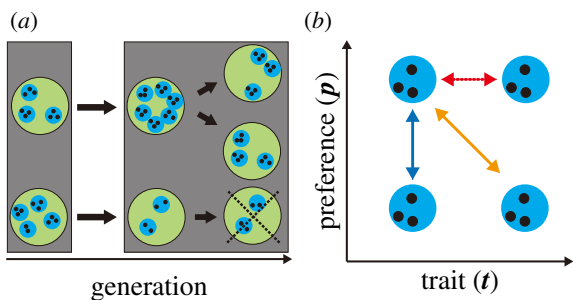 (a)
generation
(b)
preference (p)
trait (t)